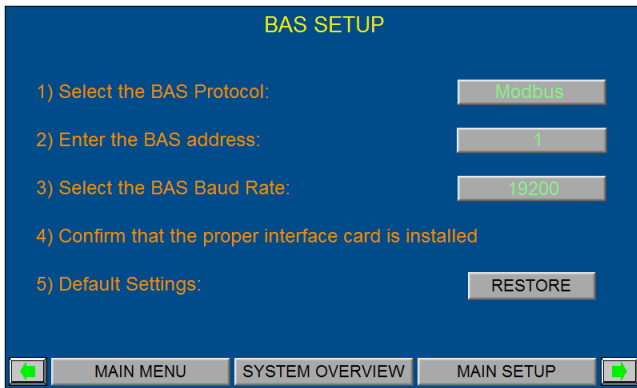 BAS SETUP
1) Select the BAS Protocol: Modbus
2) Enter the BAS address: 1
3) Select the BAS Baud Rate: 19200
4) Confirm that the proper interface card is installed
5) Default Settings: RESTORE
MAIN MENU SYSTEM OVERVIEW MAIN SETUP